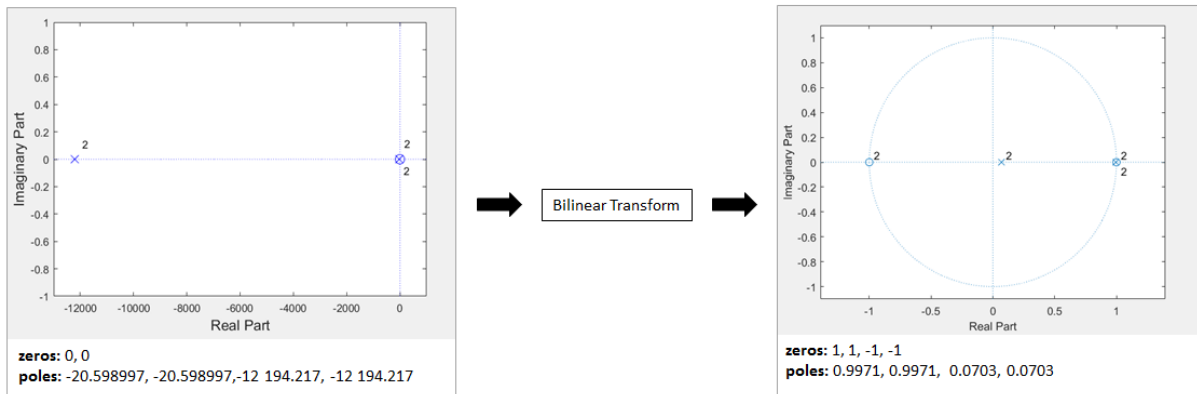 1
0.8
0.6
0.4
0.2
0
-0.2
-0.4
-0.6
-0.8
-1
Imaginary Part
2
2
2
-12000 -10000 -8000 -6000 -4000 -2000 0
Real Part
zeros: 0, 0
poles: -20.598997, -20.598997,-12 194.217, -12 194.217
Bilinear Transform
1
0.8
0.6
0.4
0.2
0
-0.2
-0.4
-0.6
-0.8
-1
Imaginary Part
2
2
2
2
-1 -0.5 0 0.5 1
Real Part
zeros: 1, 1, -1, -1
poles: 0.9971, 0.9971, 0.0703, 0.0703